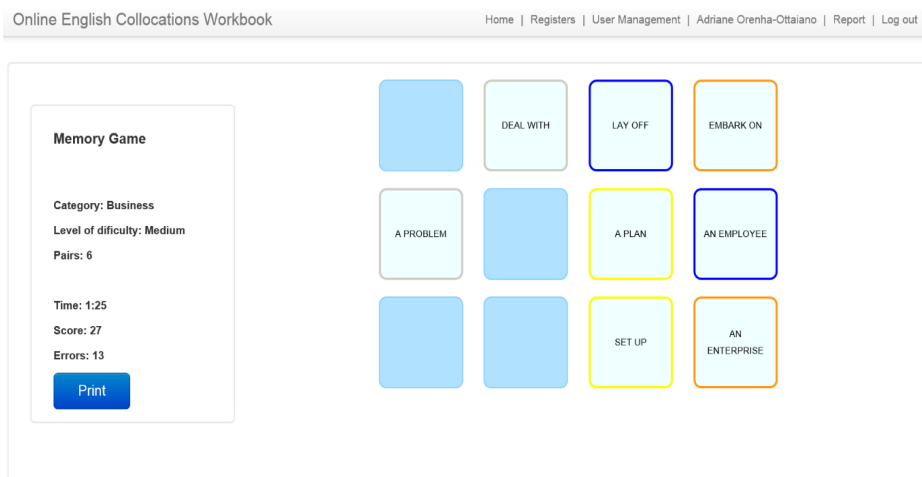 Online English Collocations Workbook
Home | Registers | User Management | Adriane Orenha-Ottaiano | Report | Log out
Memory Game
Category: Business
Level of dificulty: Medium
Pairs: 6
Time: 1:25
Score: 27
Errors: 13
Print
DEAL WITH
LAY OFF
EMBARK ON
A PROBLEM
A PLAN
AN EMPLOYEE
SET UP
AN
ENTERPRISE